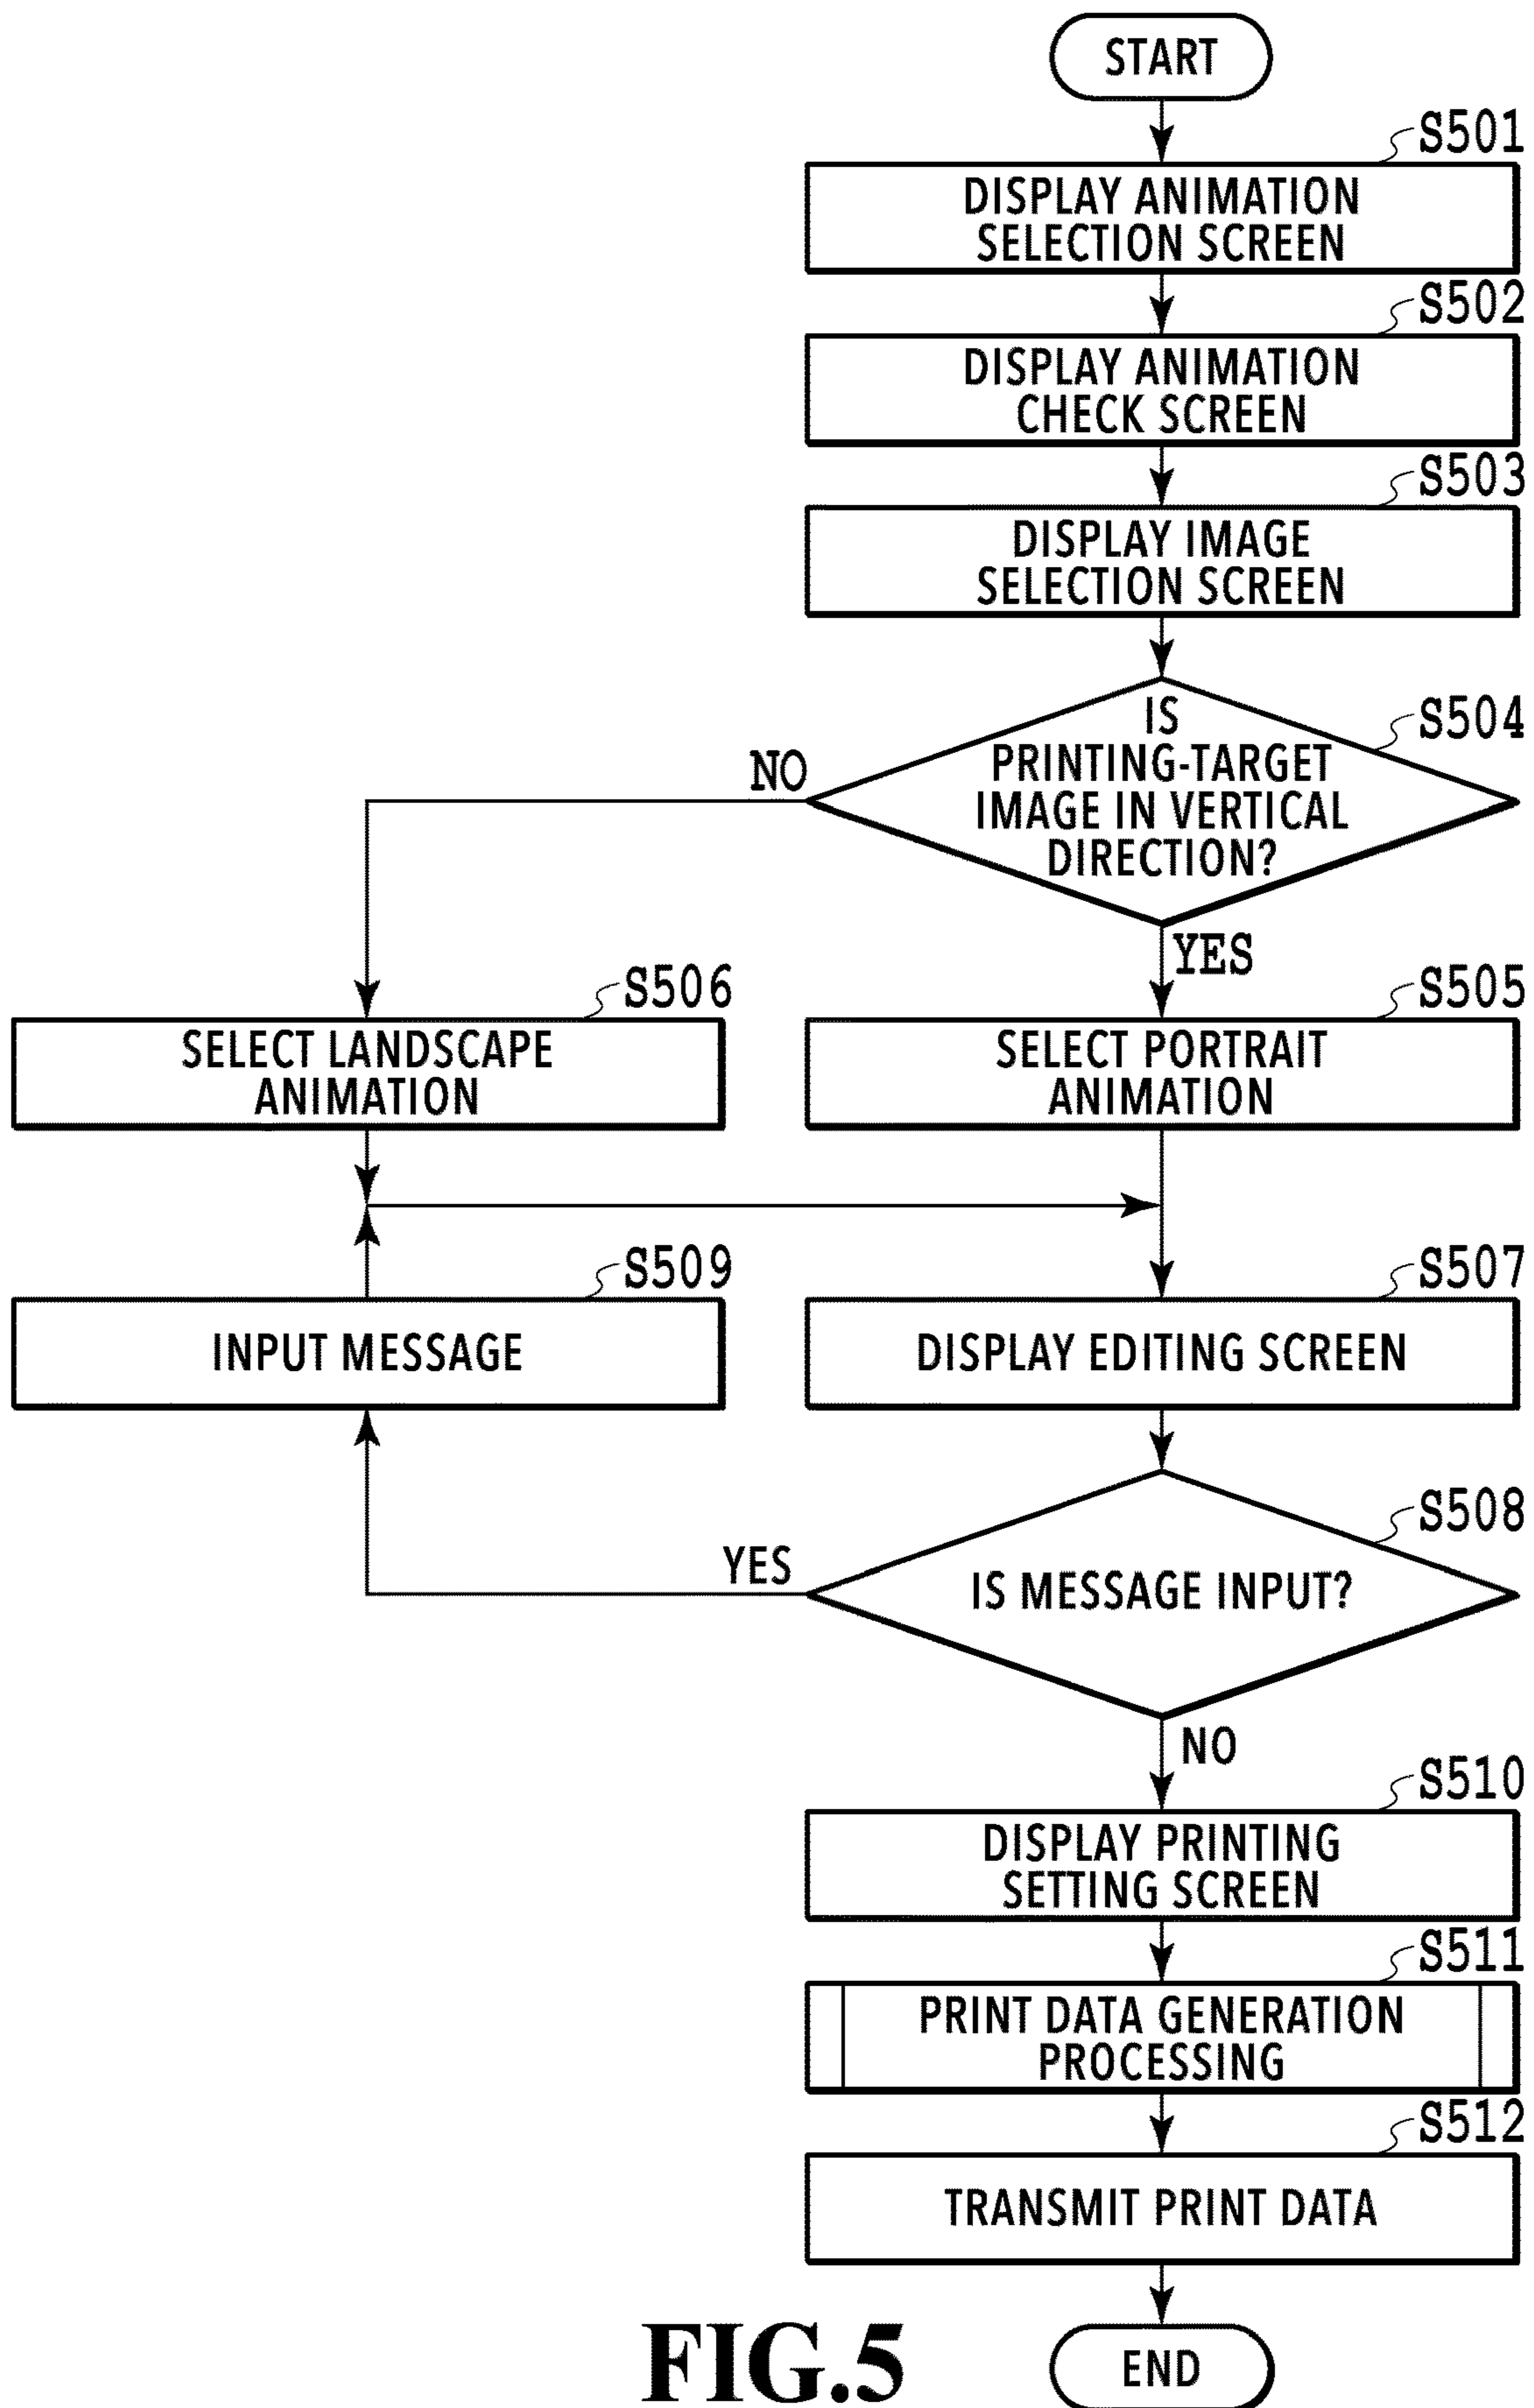 START
S501
DISPLAY ANIMATION
SELECTION SCREEN
S502
DISPLAY ANIMATION
CHECK SCREEN
S503
DISPLAY IMAGE
SELECTION SCREEN
S504
IS
PRINTING-TARGET
IMAGE IN VERTICAL
DIRECTION?
NO
YES
S506
SELECT LANDSCAPE
ANIMATION
S505
SELECT PORTRAIT
ANIMATION
S509
INPUT MESSAGE
S507
DISPLAY EDITING SCREEN
S508
IS MESSAGE INPUT?
YES
NO
S510
DISPLAY PRINTING
SETTING SCREEN
S511
PRINT DATA GENERATION
PROCESSING
S512
TRANSMIT PRINT DATA
END
FIG.5